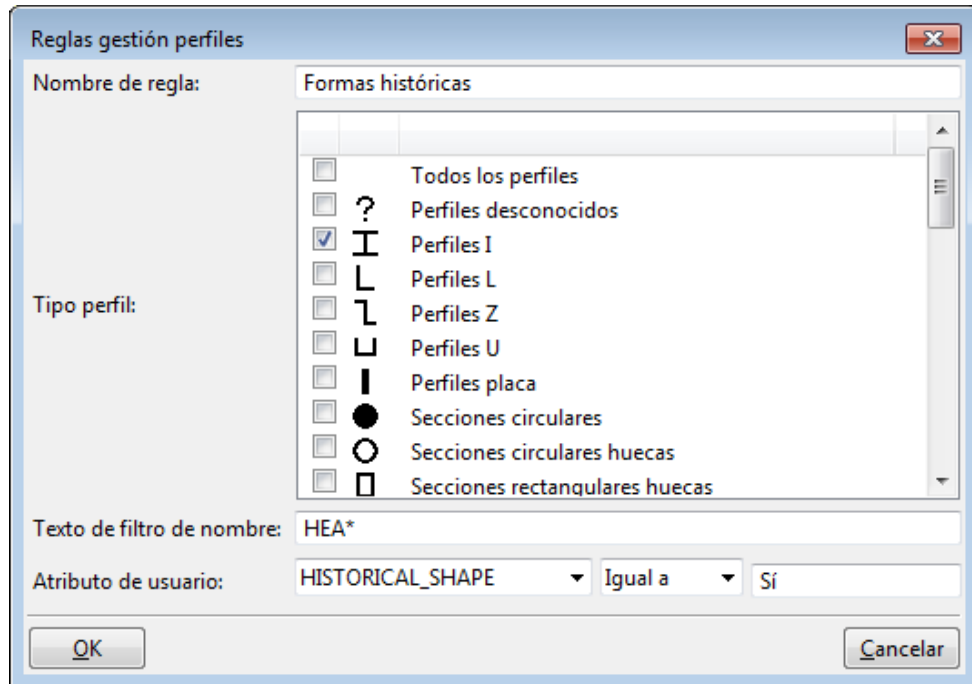 Reglas gestión perfiles
Nombre de regla: Formas históricas
Todos los perfiles
Perfiles desconocidos
Perfiles I
Perfiles L
Tipo perfil:
Perfiles Z
Perfiles U
Perfiles placa
Secciones circulares
Secciones circulares huecas
Secciones rectangulares huecas
Texto de filtro de nombre: HEA*
Atributo de usuario: HISTORICAL_SHAPE Igual a Sí
OK Cancelar